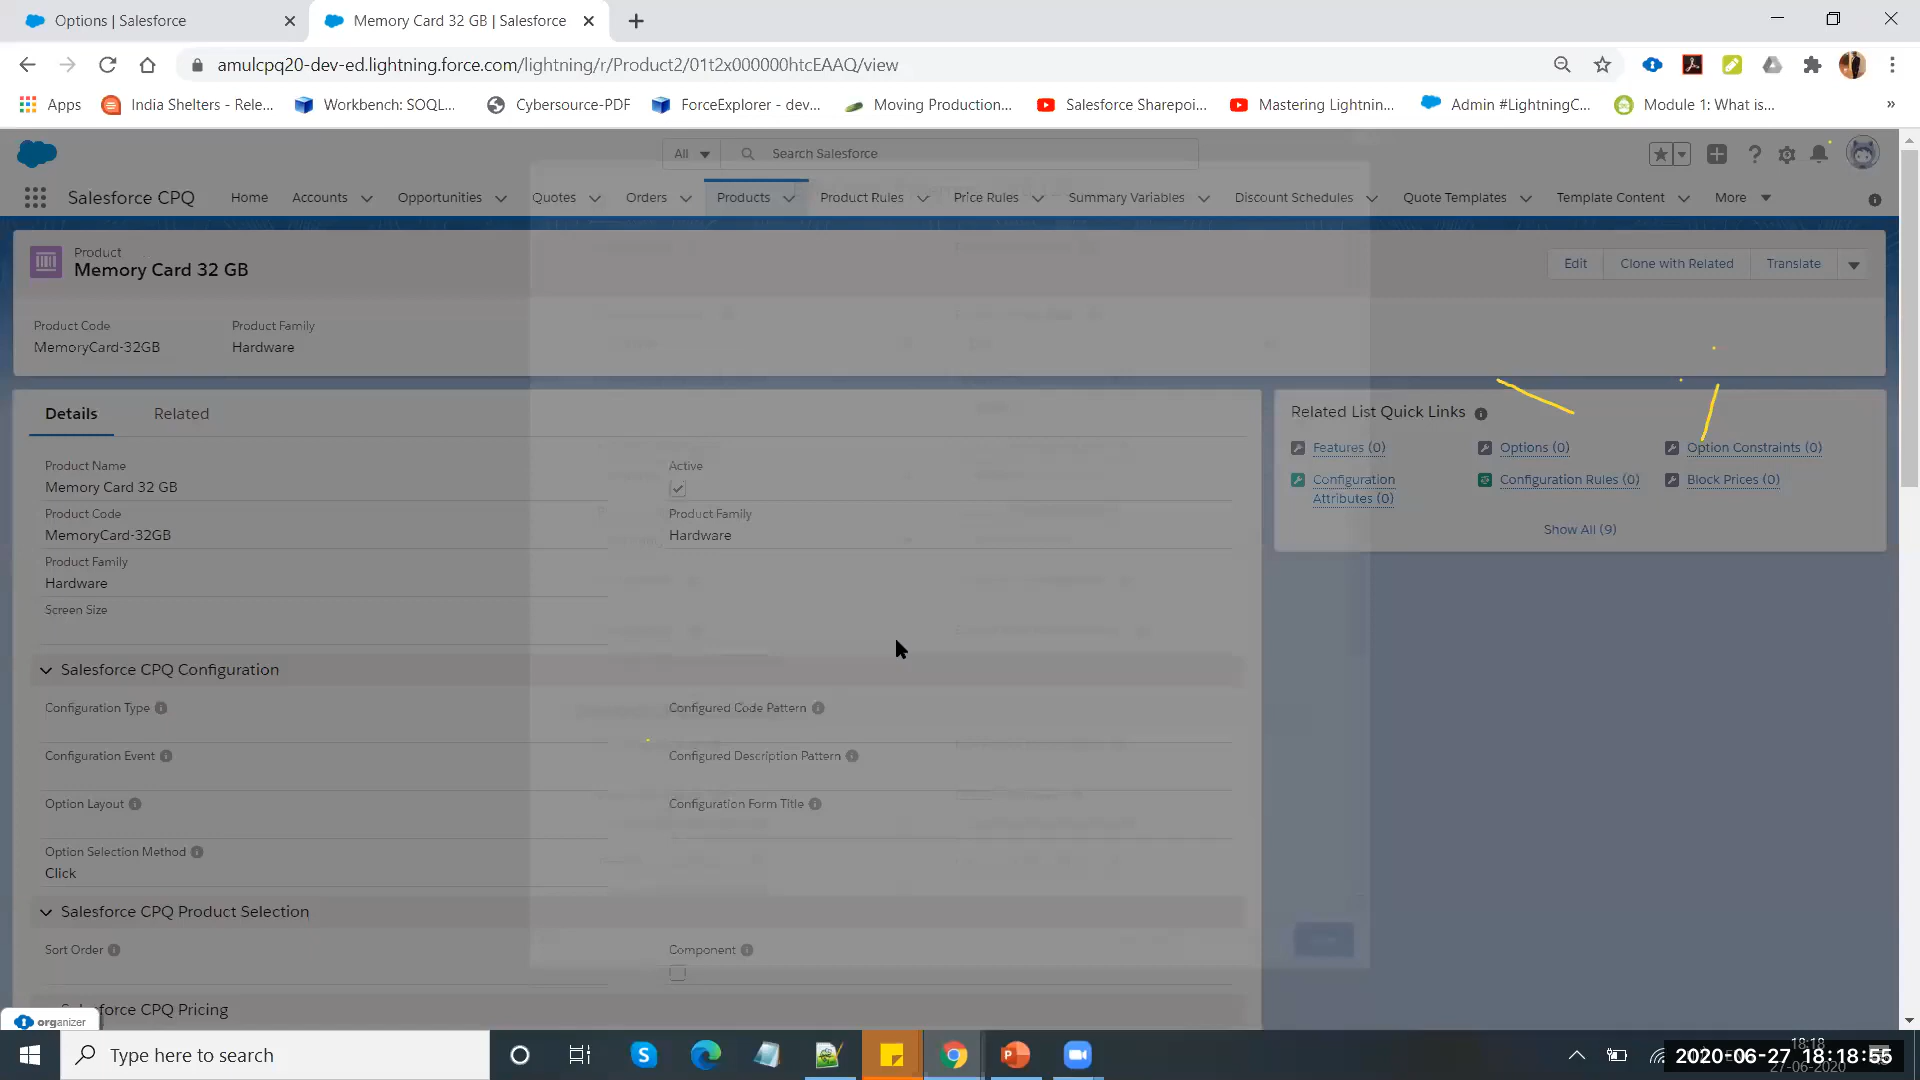 Options | Salesforce
Memory Card 32 GB | Salesforce
amulcpq20-dev-ed.lightning.force.com/lightning/r/Product2/01t2x000000htcEAAQ/view
Apps
India Shelters - Rele...
Workbench: SOQL...
Cybersource-PDF
ForceExplorer - dev...
Moving Production...
Salesforce Sharepoi...
Mastering Lightnin...
Admin #LightningC...
Module 1: What is...
All
Search Salesforce
Salesforce CPQ
Home
Accounts
Opportunities
Quotes
Orders
Products
Product Rules
Price Rules
Summary Variables
Discount Schedules
Quote Templates
Template Content
More
Product
Memory Card 32 GB
Edit
Clone with Related
Translate
Product Code
MemoryCard-32GB
Product Family
Hardware
Details
Related
Related List Quick Links
Features (0)
Options (0)
Option Constraints (0)
Configuration
Attributes (0)
Configuration Rules (0)
Block Prices (0)
Show All (9)
Product Name
Memory Card 32 GB
Active
Product Code
MemoryCard-32GB
Product Family
Hardware
Product Family
Hardware
Screen Size
Salesforce CPQ Configuration
Configuration Type
Configured Code Pattern
Configuration Event
Configured Description Pattern
Option Layout
Configuration Form Title
Option Selection Method
Click
Salesforce CPQ Product Selection
Sort Order
Component
force CPQ Pricing
organizer
Type here to search
18:18
2020-06-27 18:18:55
27-06-2020